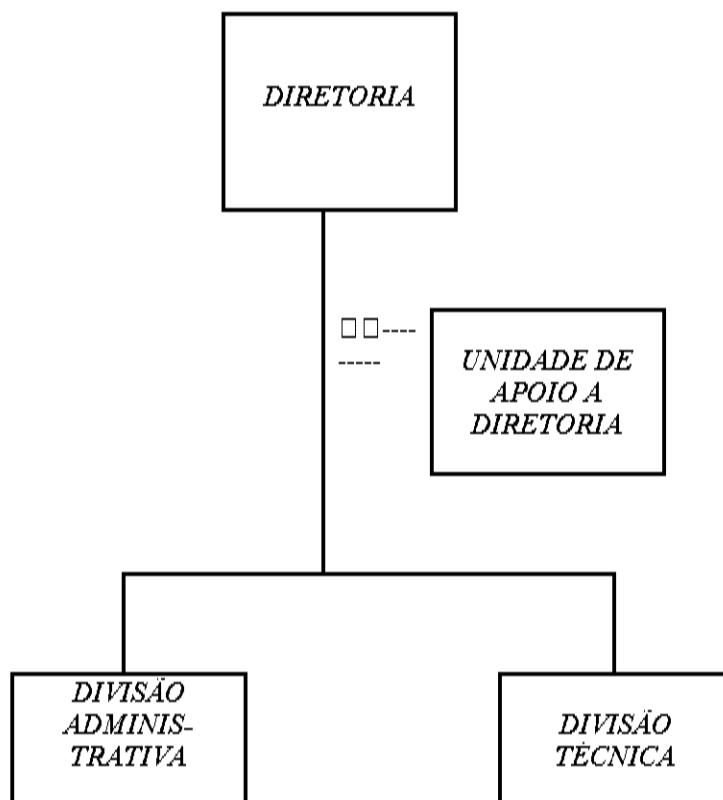 DIRETORIA
□ □----
-----
UNIDADE DE
APOIO A
DIRETORIA
DIVISÃO
ADMINIS-
TRATIVA
DIVISÃO
TÉCNICA